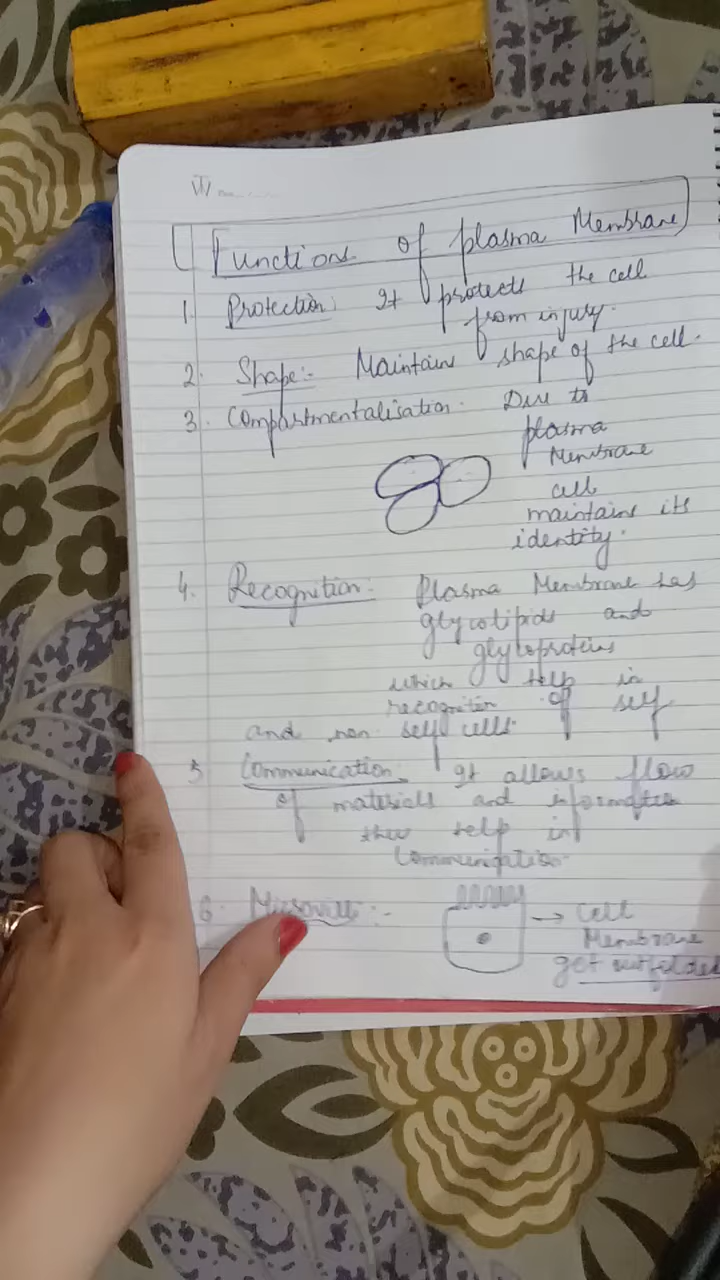 Functions of plasma Membrane
1. Protection: It protects the cell
from injury.
2. Shape:- Maintains shape of the cell.
3. Compartmentalisation. Due to
plasma
Membrane
cell
maintains its
identity.
4. Recognition: Plasma Membrane has
glycolipids and
glycoproteins
which help in
recognition of self
and non self cells.
5 Communication: It allows flow
of materials and information
thus help in
Communication
6. Microvilli:- → Cell
Membrane
get outfolded